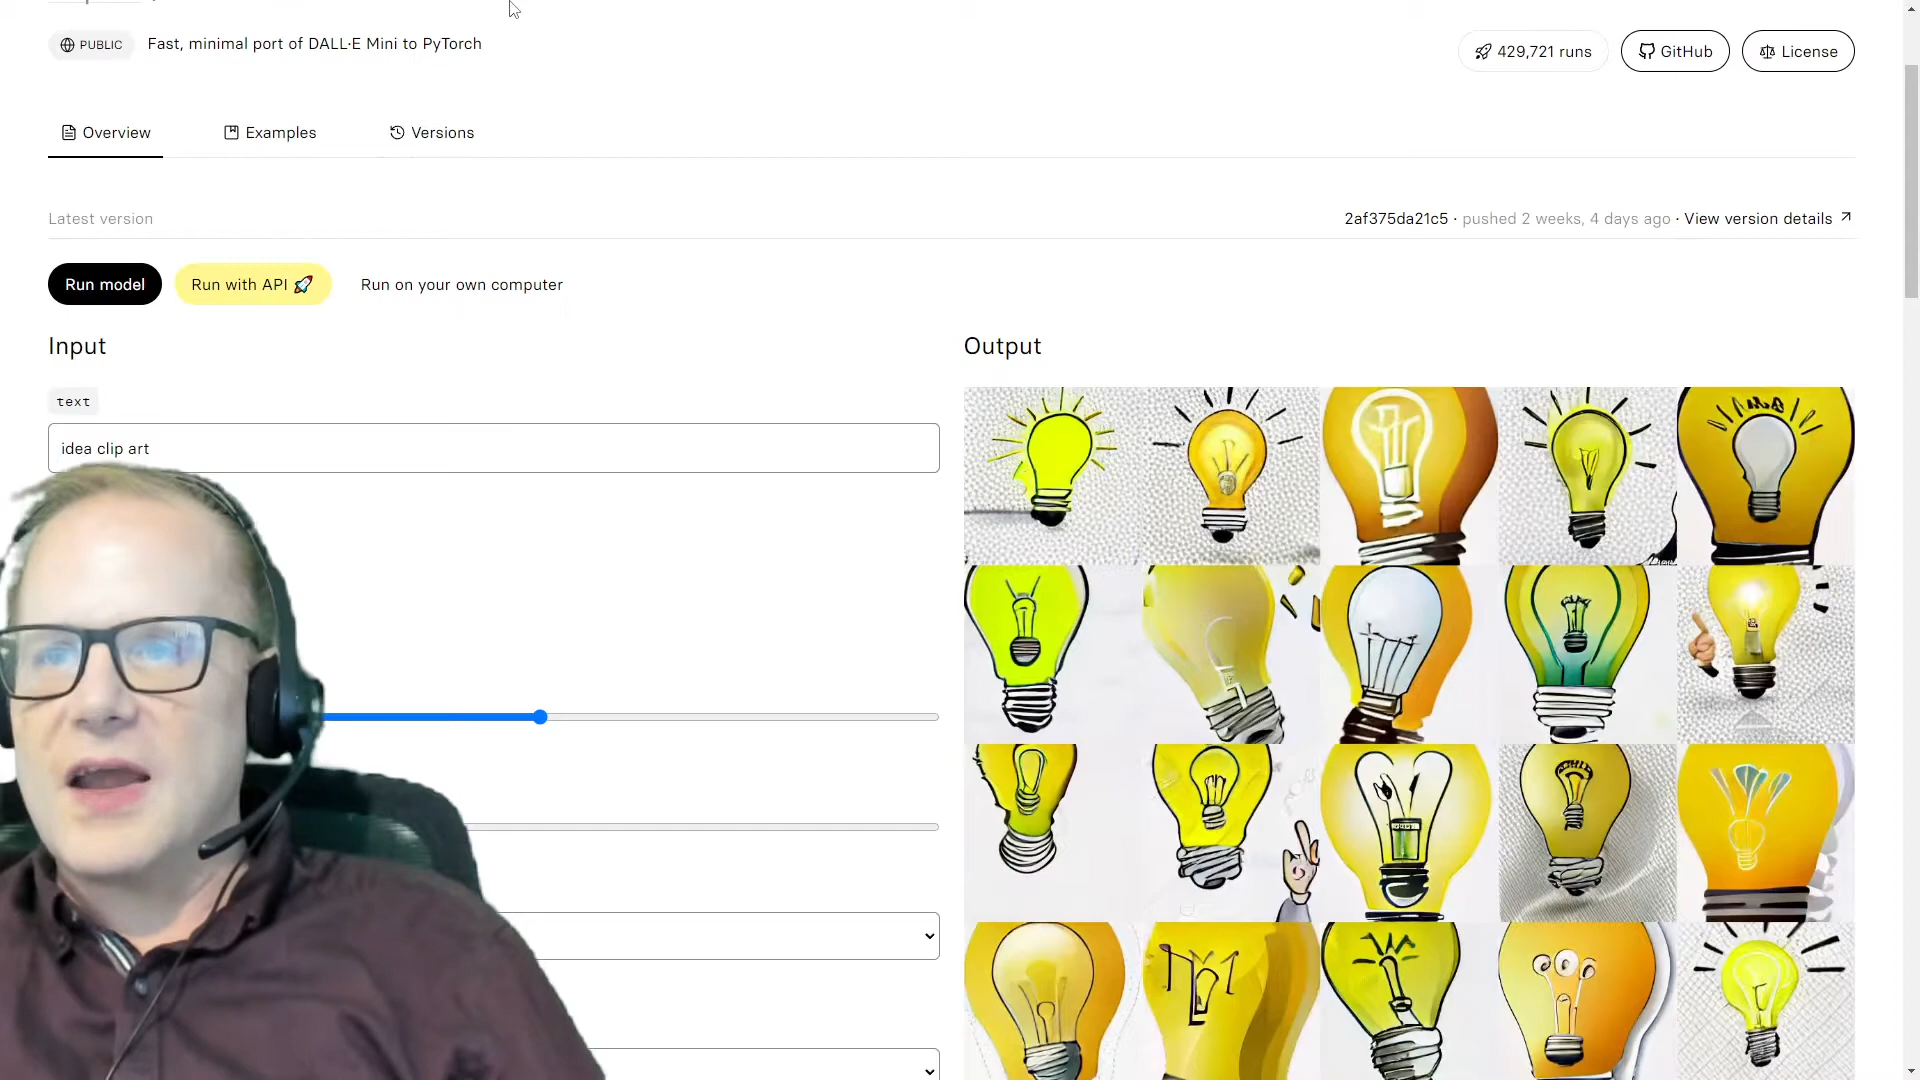 PUBLIC
Fast, minimal port of DALL·E Mini to PyTorch
429,721 runs
GitHub
License
Overview
Examples
Versions
Latest version
2af375da21c5 · pushed 2 weeks, 4 days ago · View version details
Run model
Run with API 🚀
Run on your own computer
Input
Output
text
idea clip art